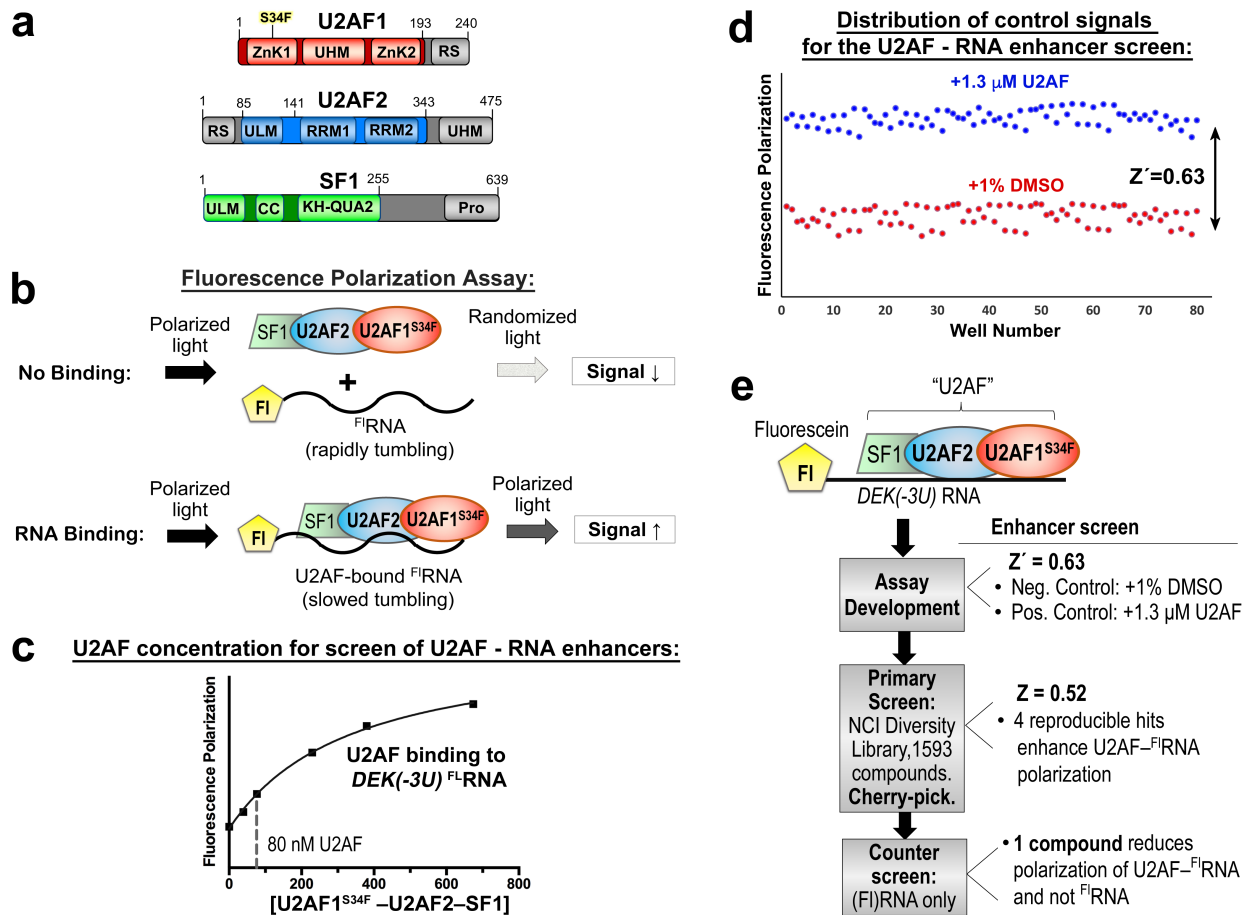 a
S34F
1 U2AF1 193 240
ZnK1 UHM ZnK2 RS
1 85 141 U2AF2 343 475
RS ULM RRM1 RRM2 UHM
1 SF1 255 639
ULM CC KH-QUA2 Pro
b
Fluorescence Polarization Assay:
No Binding:
Polarized
light
SF1 U2AF2 U2AF1S34F
+
Fl
FlRNA
(rapidly tumbling)
Randomized
light
Signal ↓
RNA Binding:
Polarized
light
Fl
SF1 U2AF2 U2AF1S34F
U2AF-bound FlRNA
(slowed tumbling)
Polarized
light
Signal ↑
c
U2AF concentration for screen of U2AF - RNA enhancers:
Fluorescence Polarization
U2AF binding to
DEK(-3U) FLRNA
80 nM U2AF
0 200 400 600 800
[U2AF1S34F –U2AF2–SF1]
d
Distribution of control signals
for the U2AF - RNA enhancer screen:
Fluorescence Polarization
+1.3 µM U2AF
+1% DMSO
Z´=0.63
0 10 20 30 40 50 60 70 80
Well Number
e
“U2AF”
Fluorescein
Fl
SF1 U2AF2 U2AF1S34F
DEK(-3U) RNA
Enhancer screen
Assay
Development
Z´ = 0.63
• Neg. Control: +1% DMSO
• Pos. Control: +1.3 µM U2AF
Primary
Screen:
NCI Diversity
Library,1593
compounds.
Cherry-pick.
Z = 0.52
• 4 reproducible hits
enhance U2AF–FlRNA
polarization
Counter
screen:
(Fl)RNA only
• 1 compound reduces
polarization of U2AF–FlRNA
and not FlRNA